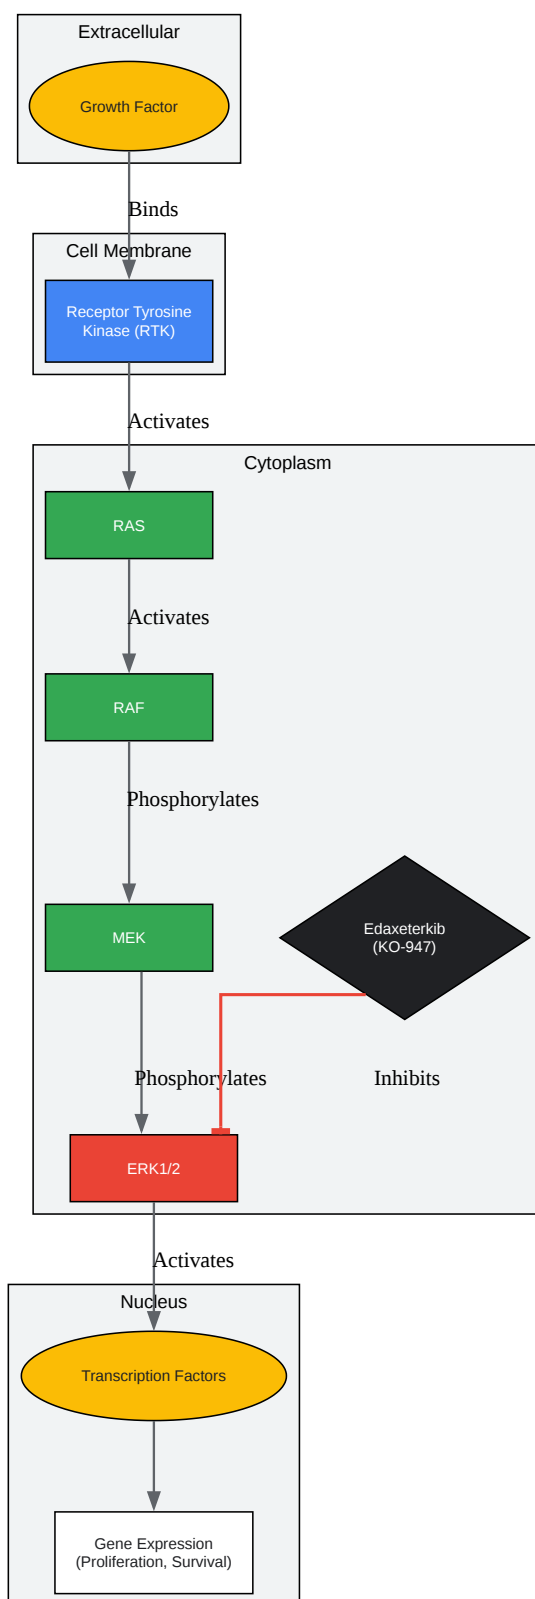 Extracellular
Growth Factor
Binds
Cell Membrane
Receptor Tyrosine
Kinase (RTK)
Activates
Cytoplasm
RAS
Activates
RAF
Phosphorylates
MEK
Edaxeterkib
(KO-947)
Phosphorylates
Inhibits
ERK1/2
Activates
Nucleus
Transcription Factors
Gene Expression
(Proliferation, Survival)